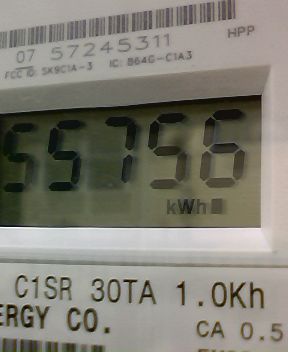 07 57245311
HPP
FCC ID: SK9C1A-3 IC: 864G-C1A3
55756
kWh
C1SR 30TA 1.0Kh
ERGY CO.
CA 0.5